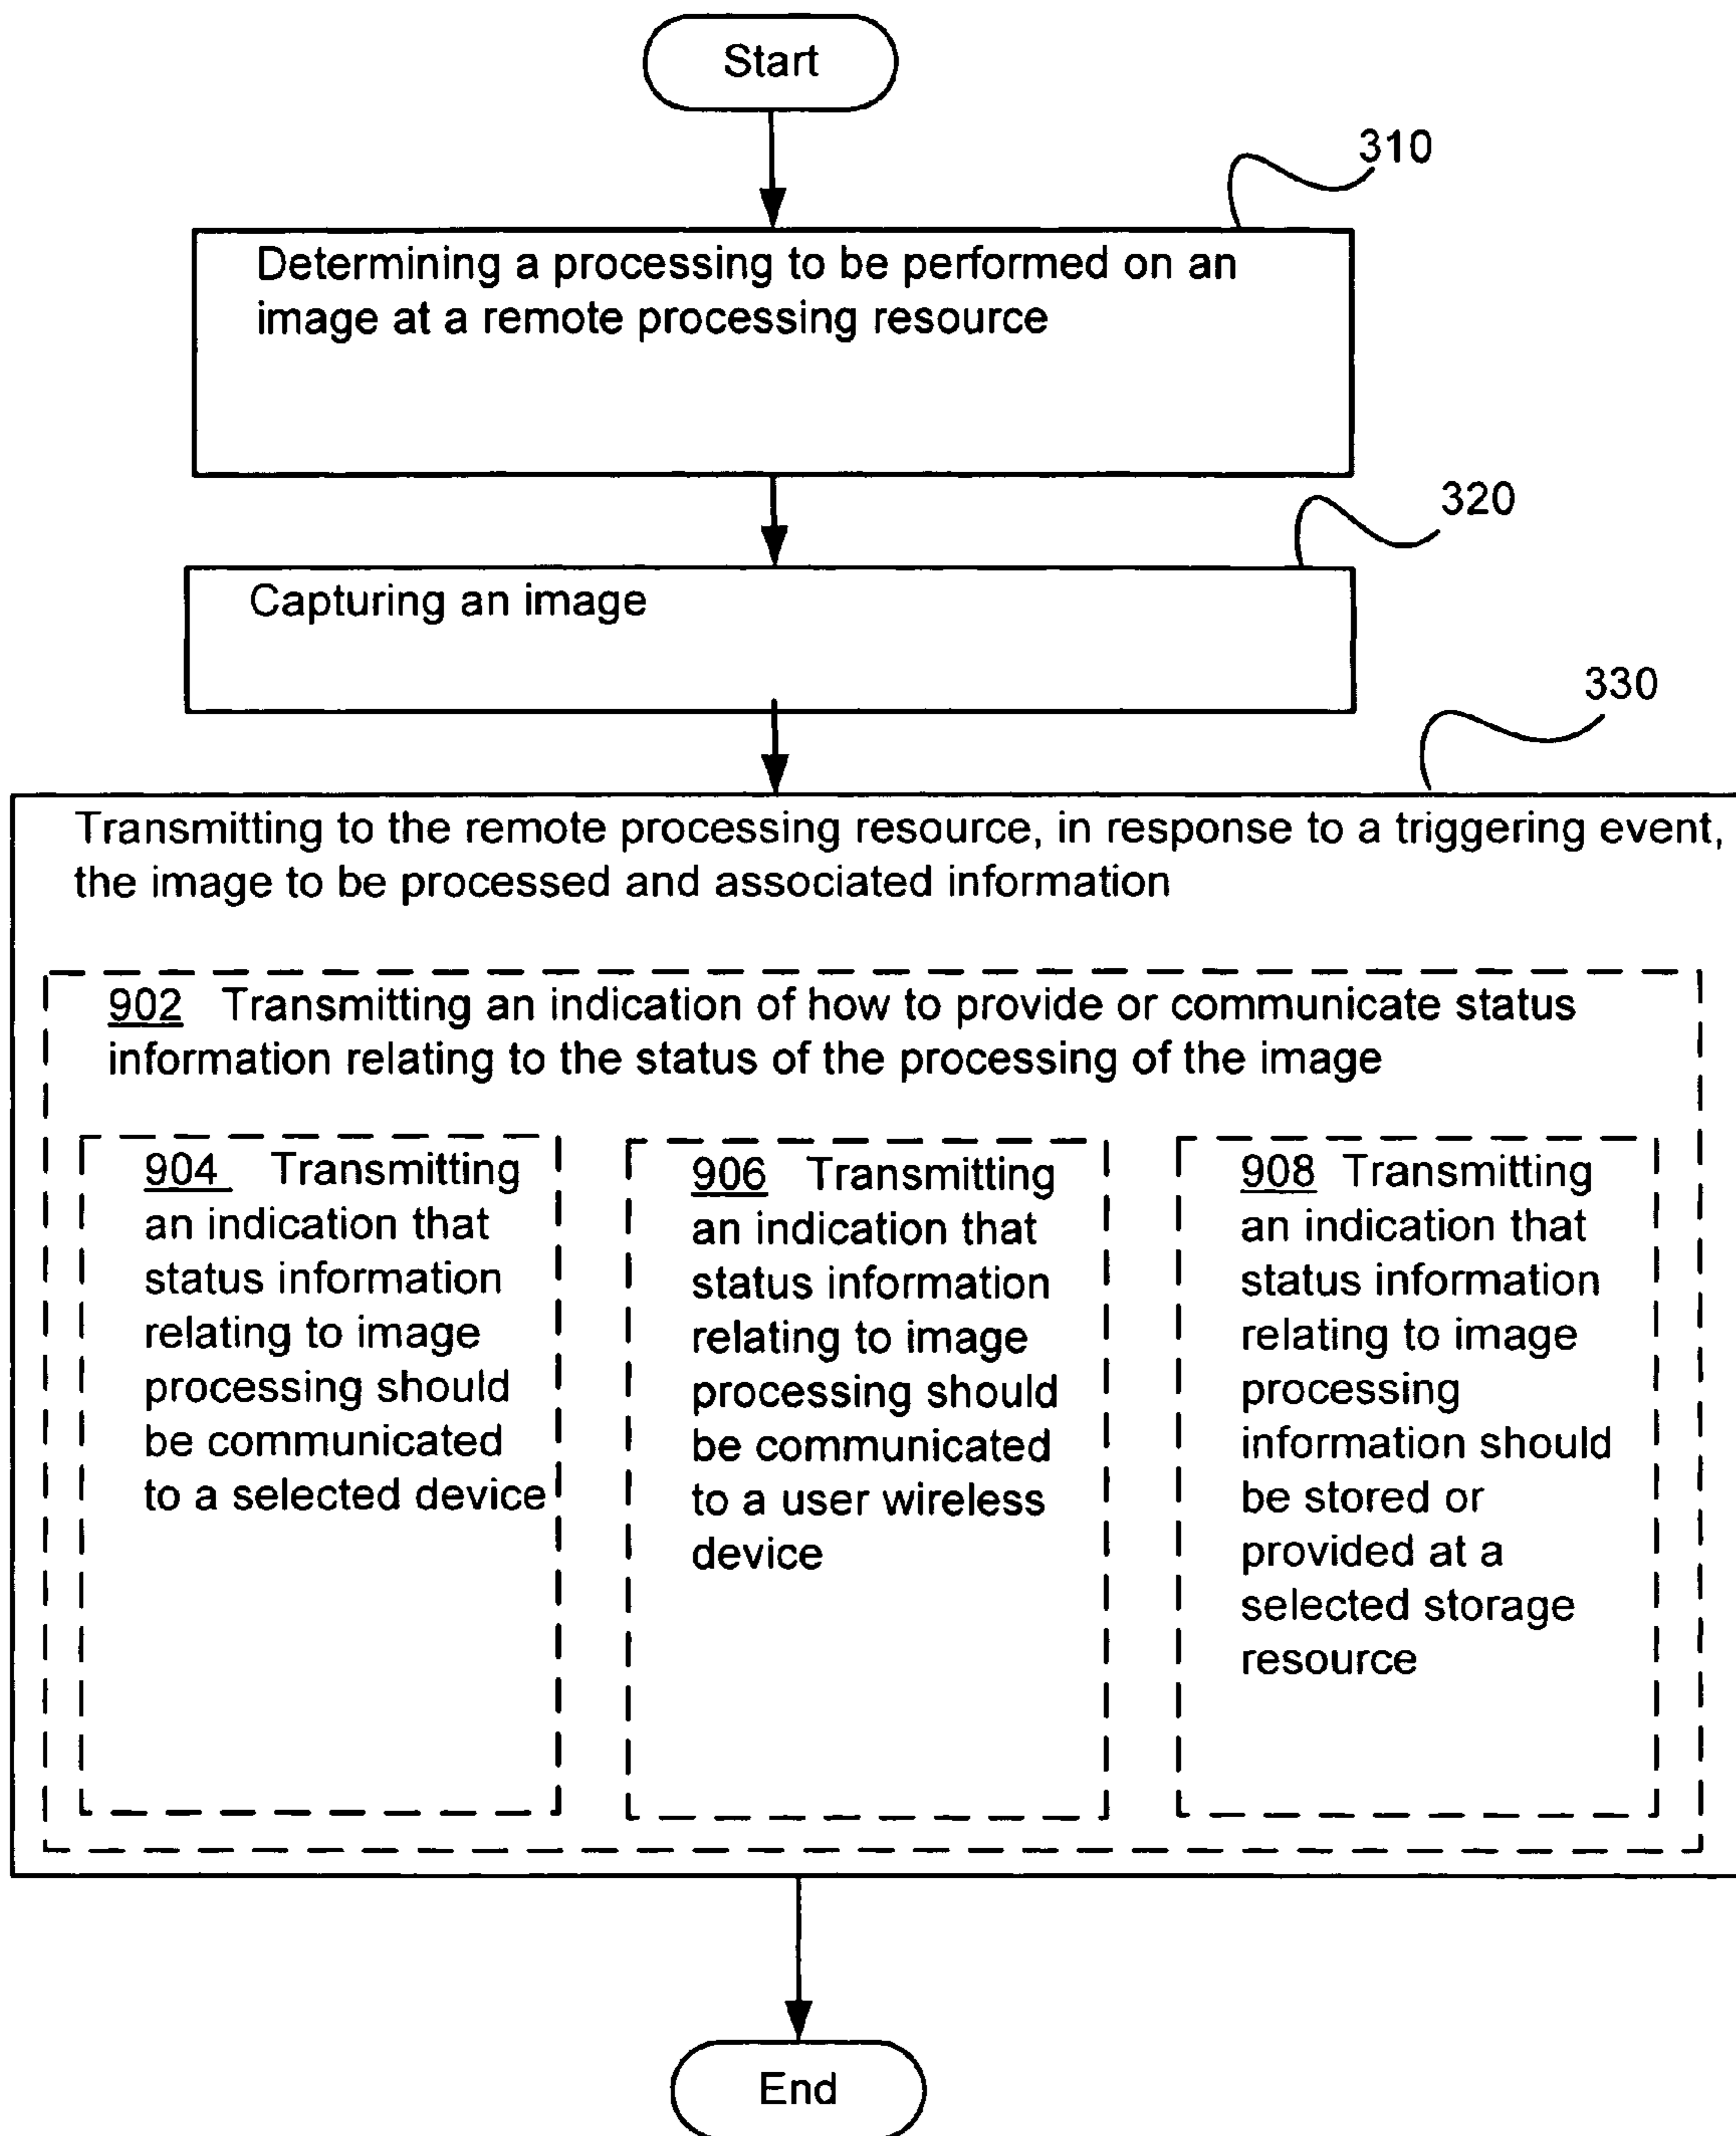 Start
310
Determining a processing to be performed on an
image at a remote processing resource
320
Capturing an image
330
Transmitting to the remote processing resource, in response to a triggering event,
the image to be processed and associated information
902 Transmitting an indication of how to provide or communicate status
information relating to the status of the processing of the image
904 Transmitting
an indication that
status information
relating to image
processing should
be communicated
to a selected device
906 Transmitting
an indication that
status information
relating to image
processing should
be communicated
to a user wireless
device
908 Transmitting
an indication that
status information
relating to image
processing
information should
be stored or
provided at a
selected storage
resource
End